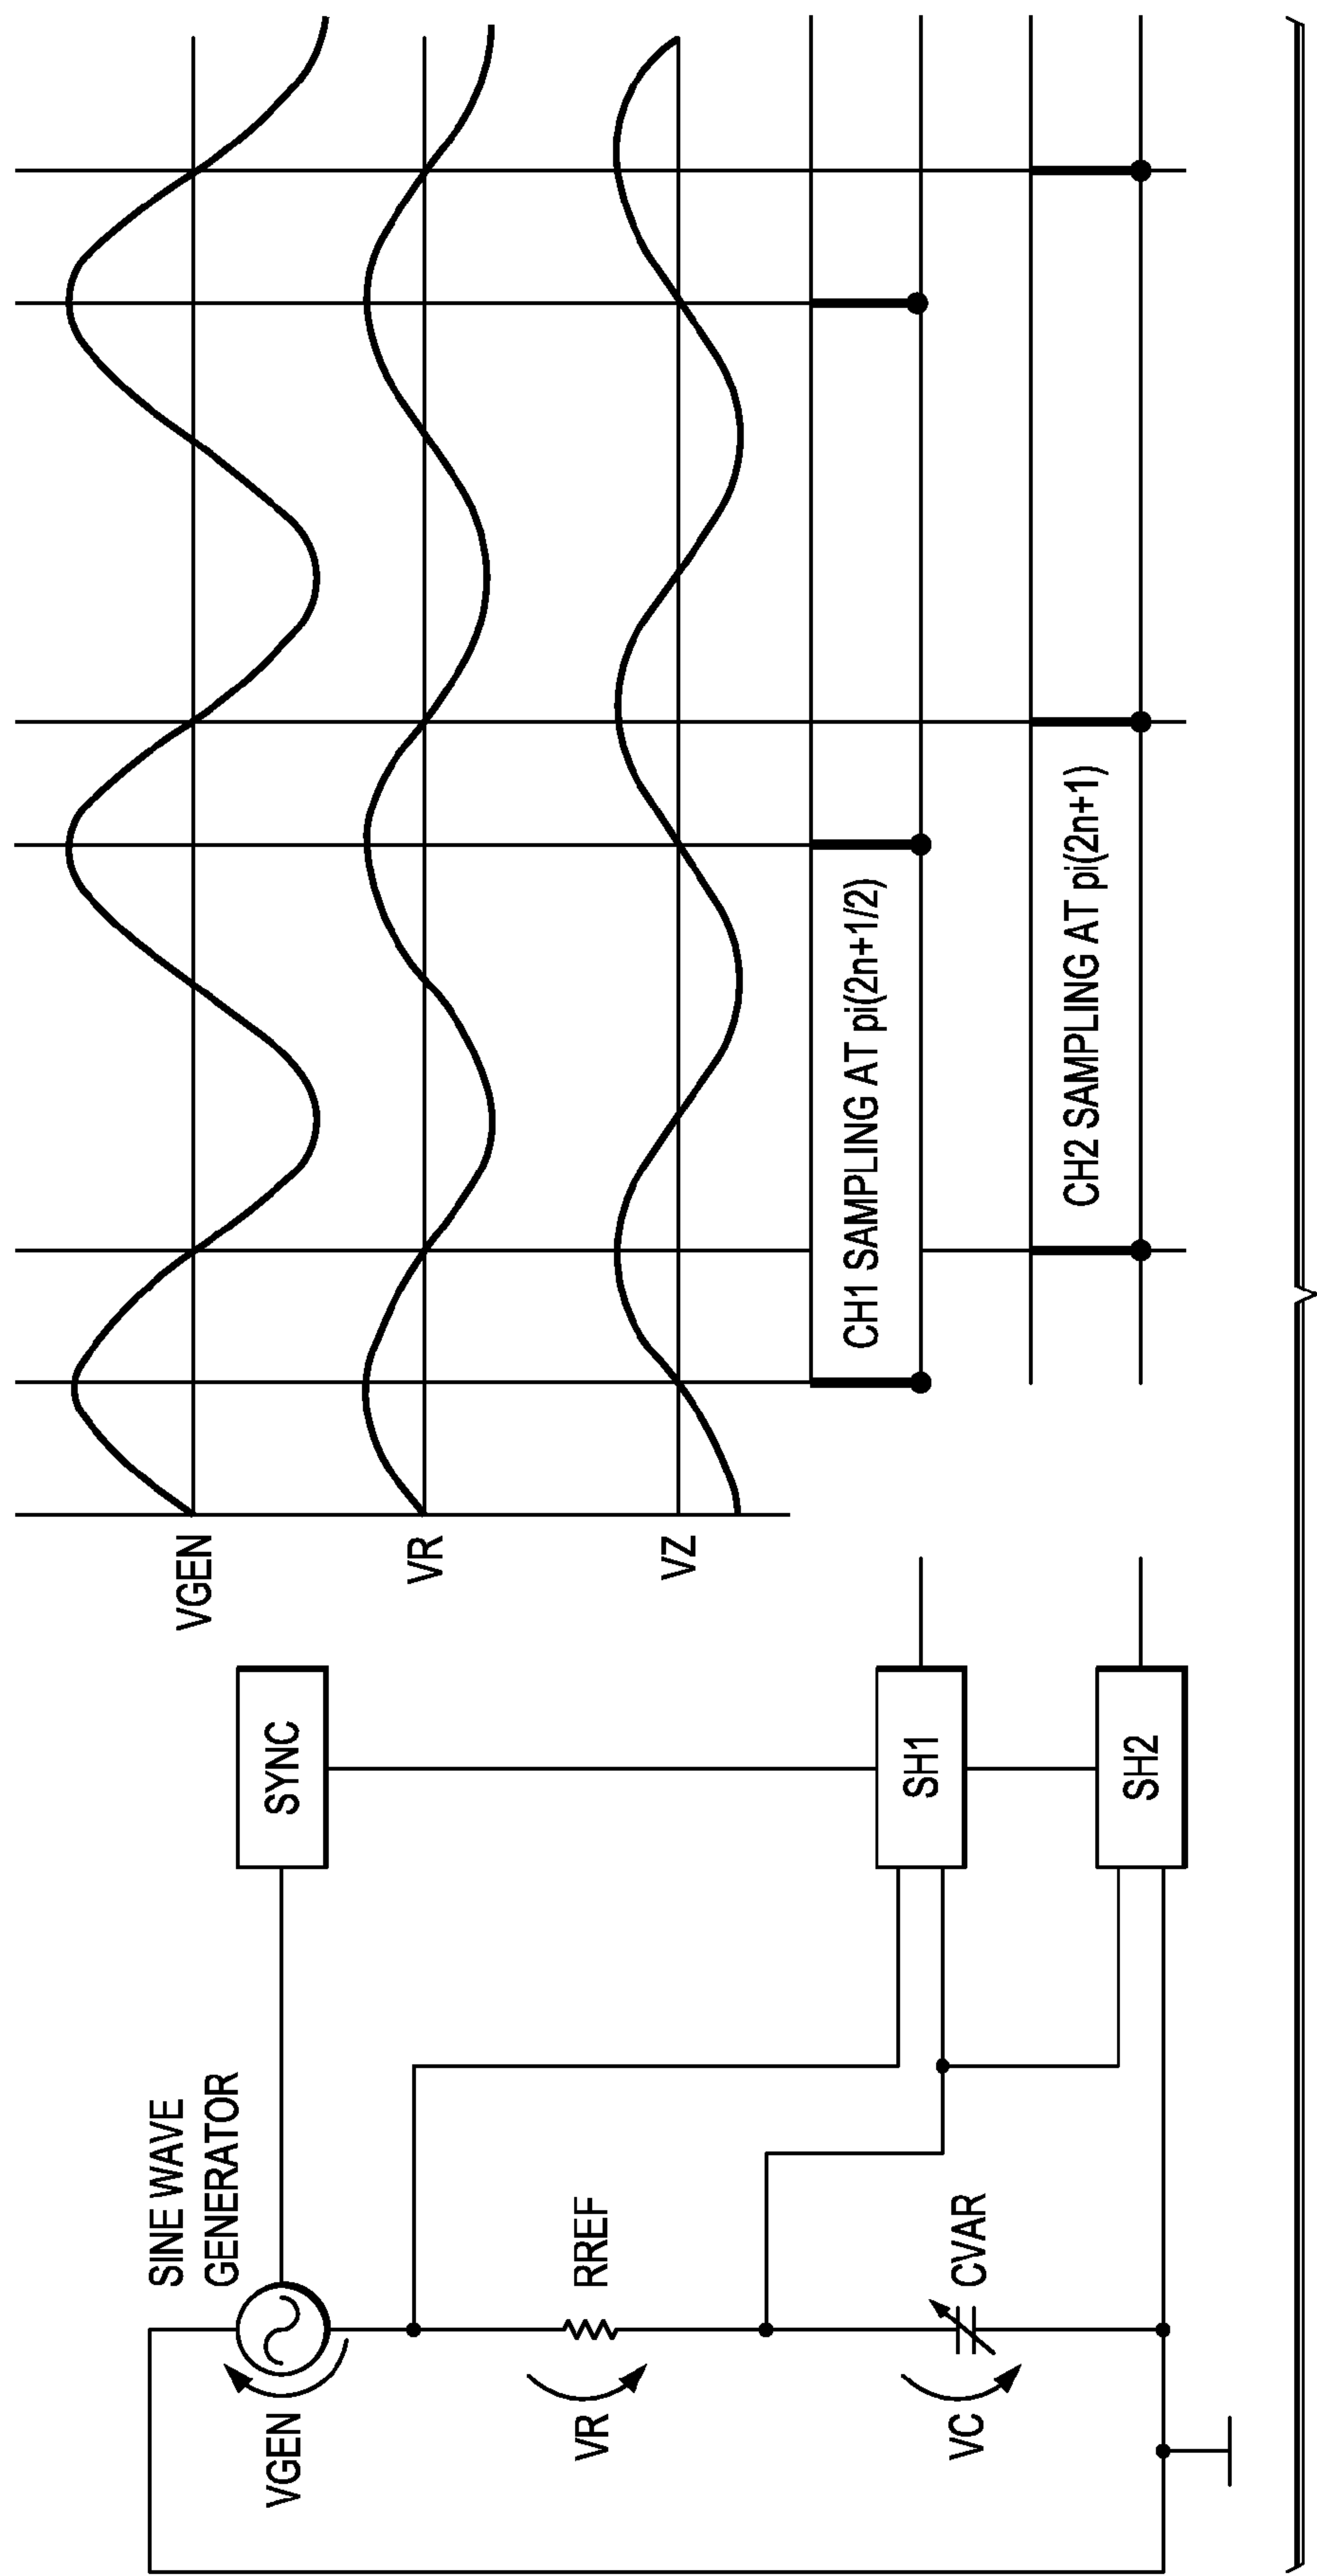 SINE WAVE
GENERATOR
VGEN
SYNC
VR
RREF
VC
CVAR
SH1
SH2
VGEN
VR
VZ
CH1 SAMPLING AT pi(2n+1/2)
CH2 SAMPLING AT pi(2n+1)